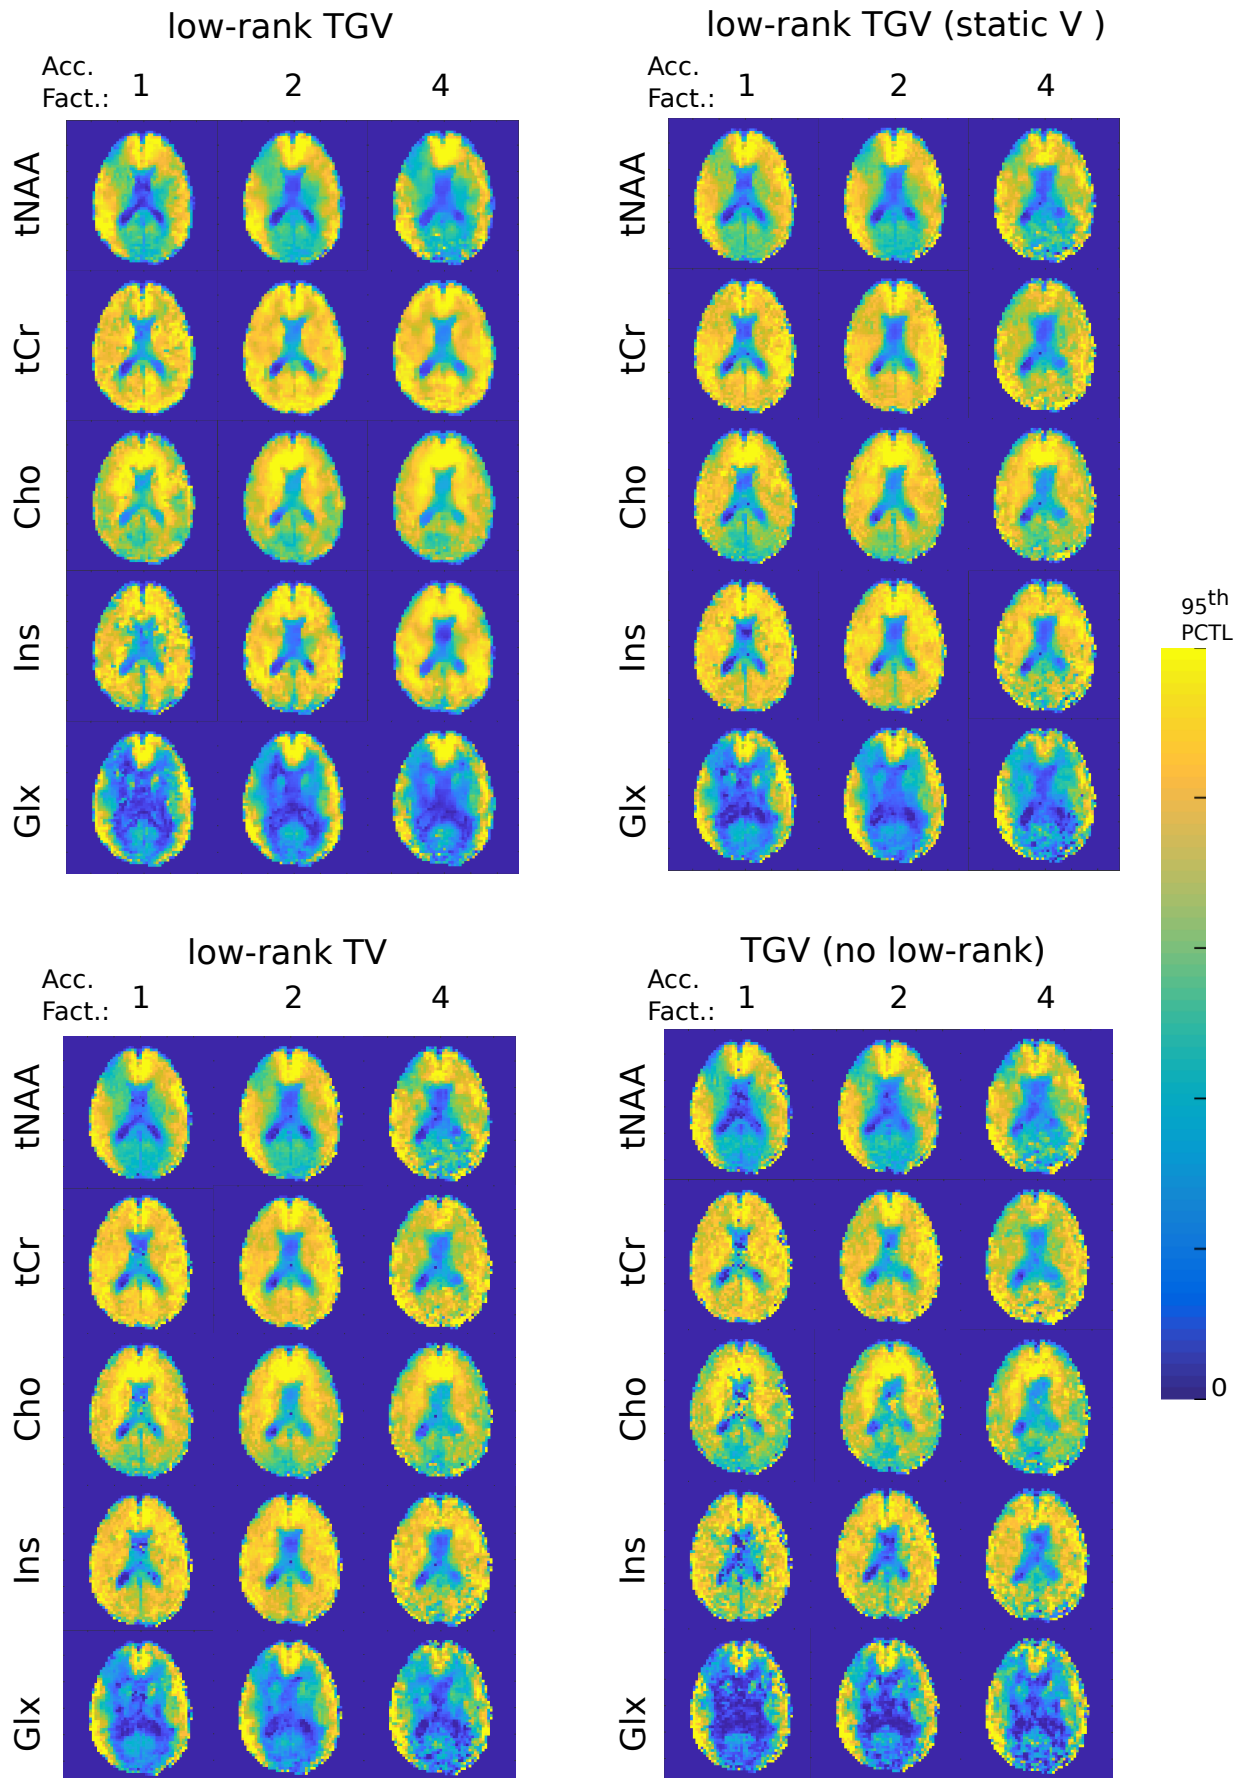 low-rank TGV
Acc.
Fact.: 1 2 4
tNAA
tCr
Cho
Ins
Glx
low-rank TGV (static V )
Acc.
Fact.: 1 2 4
tNAA
tCr
Cho
Ins
Glx
95th
PCTL
0
low-rank TV
Acc.
Fact.: 1 2 4
tNAA
tCr
Cho
Ins
Glx
TGV (no low-rank)
Acc.
Fact.: 1 2 4
tNAA
tCr
Cho
Ins
Glx